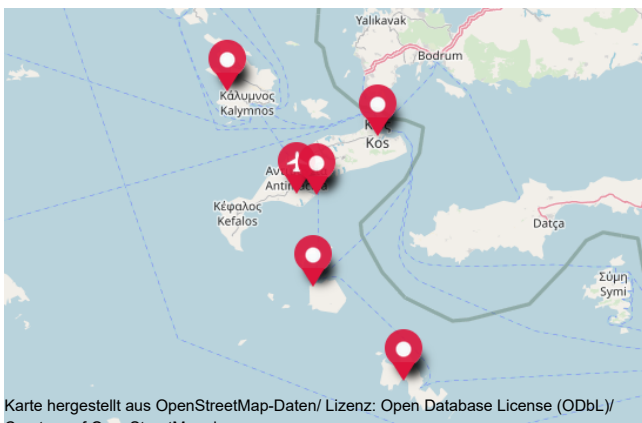 Yalıkavak
Bodrum
Κάλυμνος
Kalymnos
Kos
Κέφαλος
Kefalos
Datça
Σύμη
Symi
Karte hergestellt aus OpenStreetMap-Daten/ Lizenz: Open Database License (ODbL)/